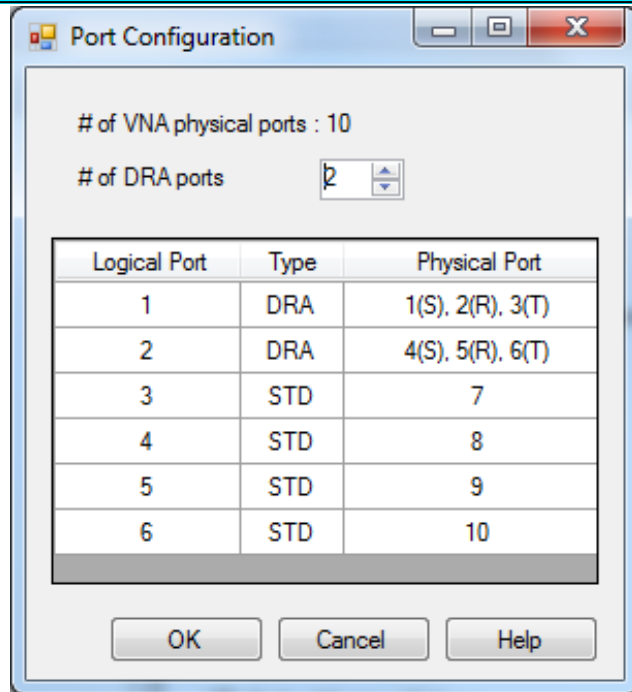 Port Configuration
# of VNA physical ports : 10
# of DRA ports 2
Logical Port Type Physical Port
1 DRA 1(S), 2(R), 3(T)
2 DRA 4(S), 5(R), 6(T)
3 STD 7
4 STD 8
5 STD 9
6 STD 10
OK Cancel Help